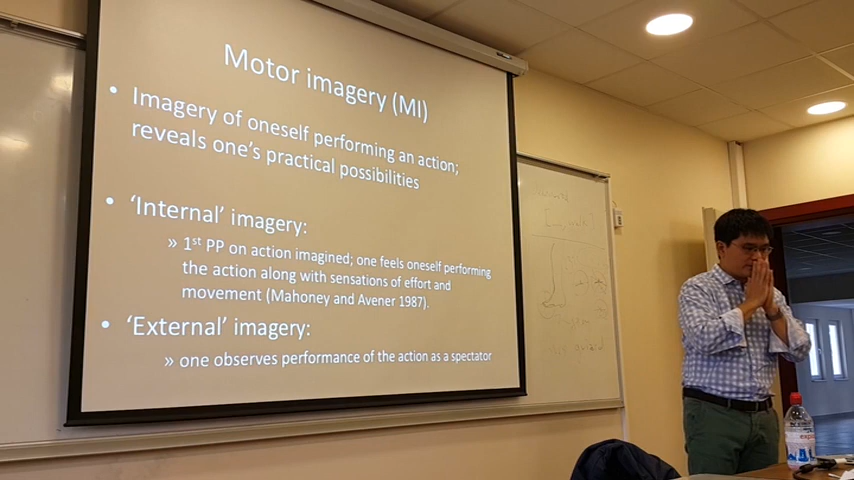 Motor imagery (MI)
• Imagery of oneself performing an action;
reveals one's practical possibilities
• 'Internal' imagery:
» 1st PP on action imagined; one feels oneself performing
the action along with sensations of effort and
movement (Mahoney and Avener 1987).
• 'External' imagery:
» one observes performance of the action as a spectator